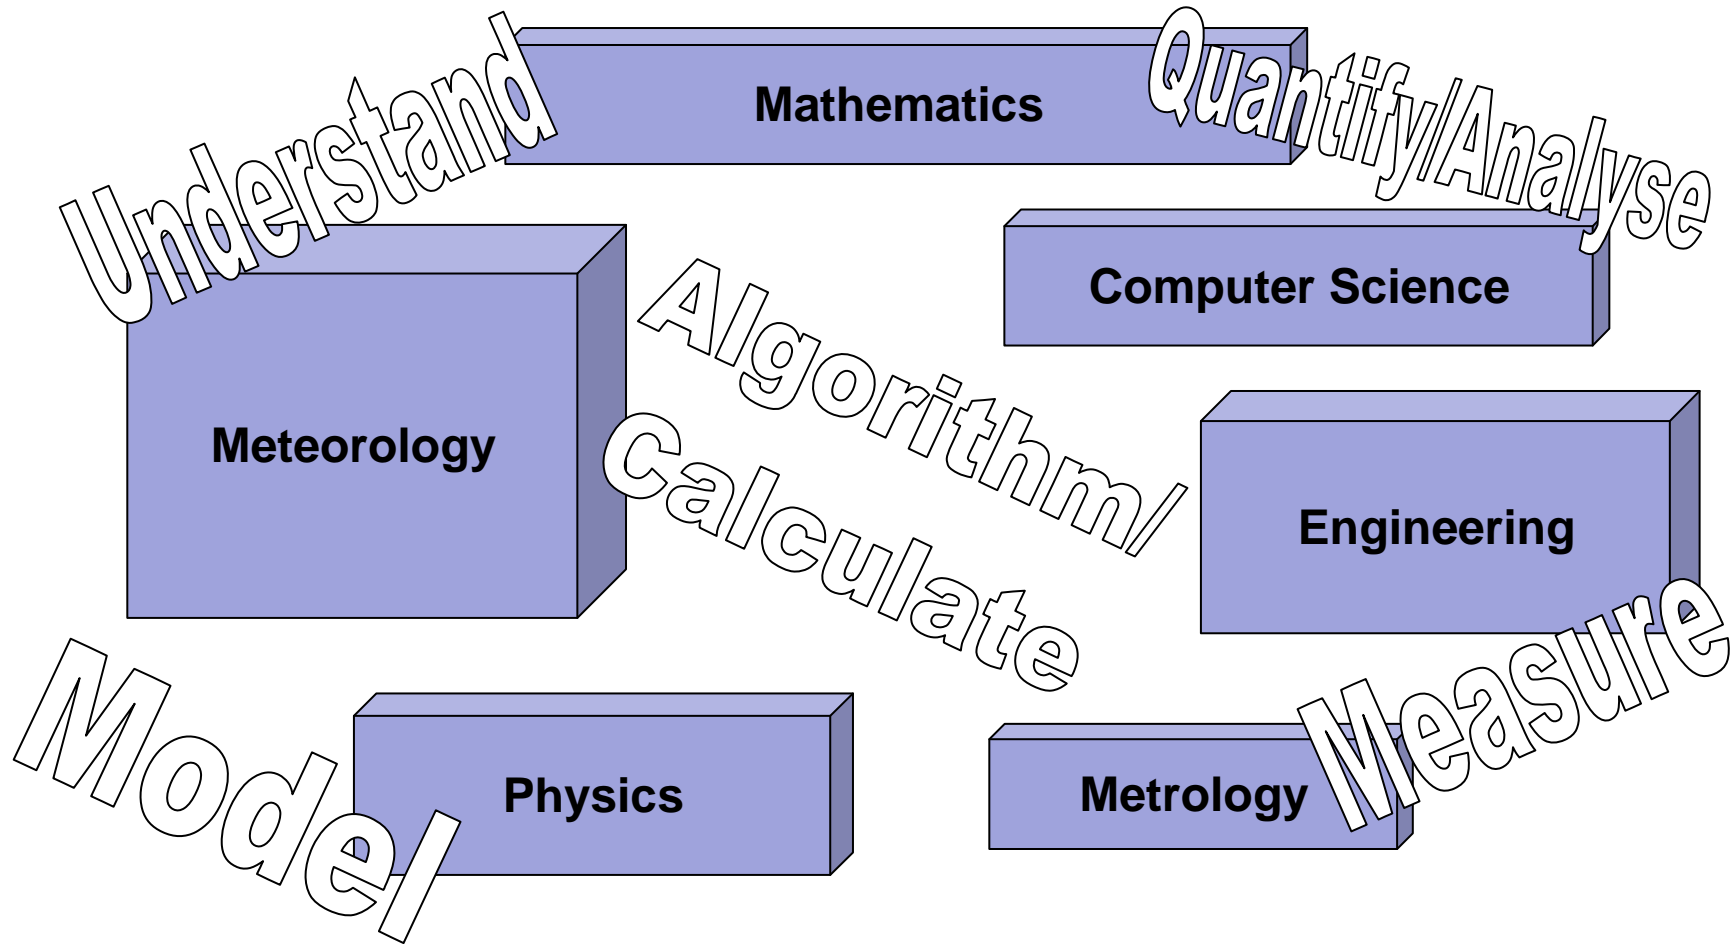 Understand
Mathematics
Quantify/Analyse
Computer Science
Meteorology
Algorithm/
Calculate
Engineering
Model
Physics
Metrology
Measure